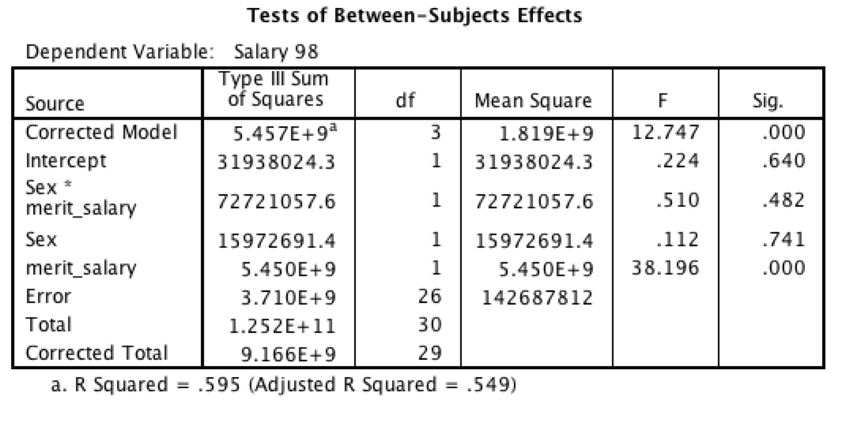 Tests of Between-Subjects Effects
Dependent Variable: Salary 98
Source Type III Sum of Squares df Mean Square F Sig.
Corrected Model 5.457E+9a 3 1.819E+9 12.747 .000
Intercept 31938024.3 1 31938024.3 .224 .640
Sex * merit_salary 72721057.6 1 72721057.6 .510 .482
Sex 15972691.4 1 15972691.4 .112 .741
merit_salary 5.450E+9 1 5.450E+9 38.196 .000
Error 3.710E+9 26 142687812
Total 1.252E+11 30
Corrected Total 9.166E+9 29
a. R Squared = .595 (Adjusted R Squared = .549)